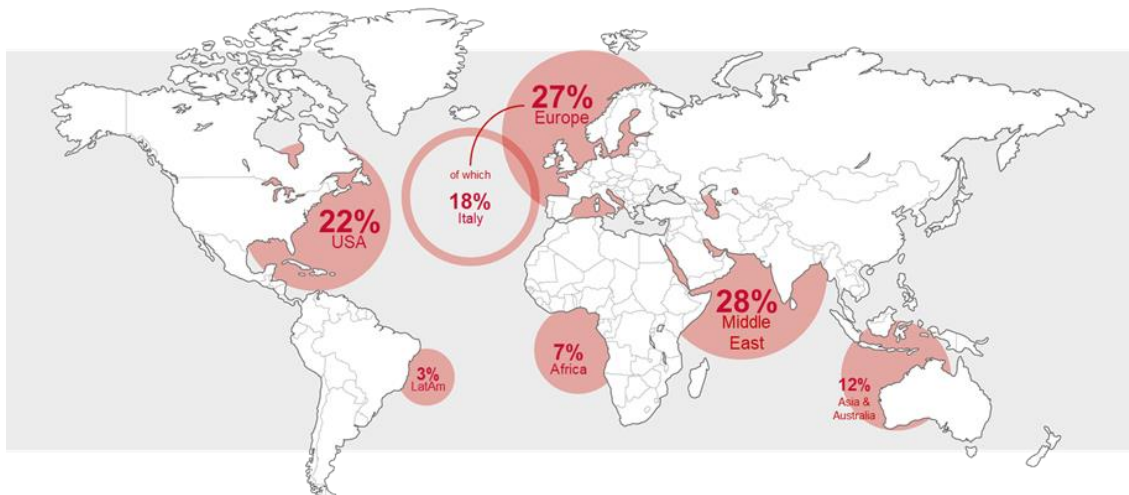 27%
Europe
of which
18%
Italy
22%
USA
28%
Middle
East
7%
Africa
3%
LatAm
12%
Asia &
Australia